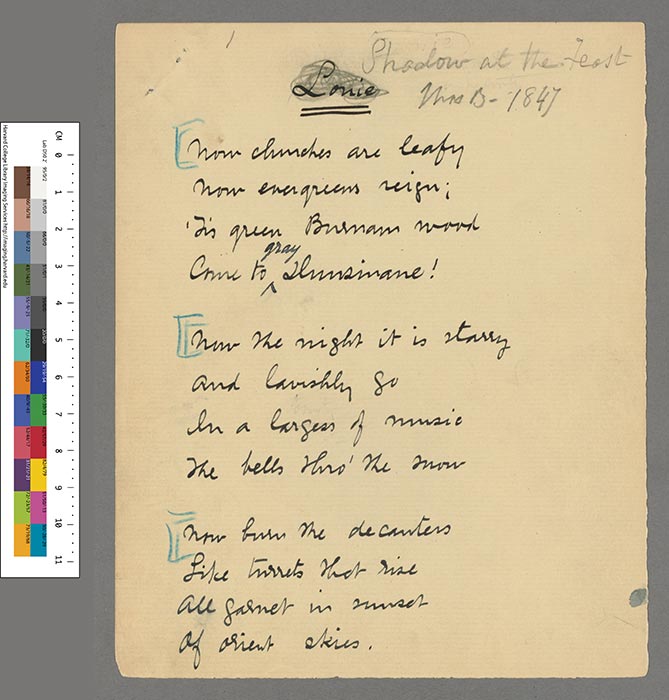 1
Shadow at the Feast
Louie
Mrs B - 1847
Now churches are leafy
Now evergreens reign;
'Tis green Burnam wood
Come to gray Dunsinane!
Now the night it is starry
And lavishly go
In a largess of music
The bells thro' the snow
Now burn the decanters
Like turrets that rise
All garnet in sunset
Of orient skies.
CM 0 1 2 3 4 5 6 7 8 9 10 11
Harvard College Library Imaging Services http://imaging.harvard.edu